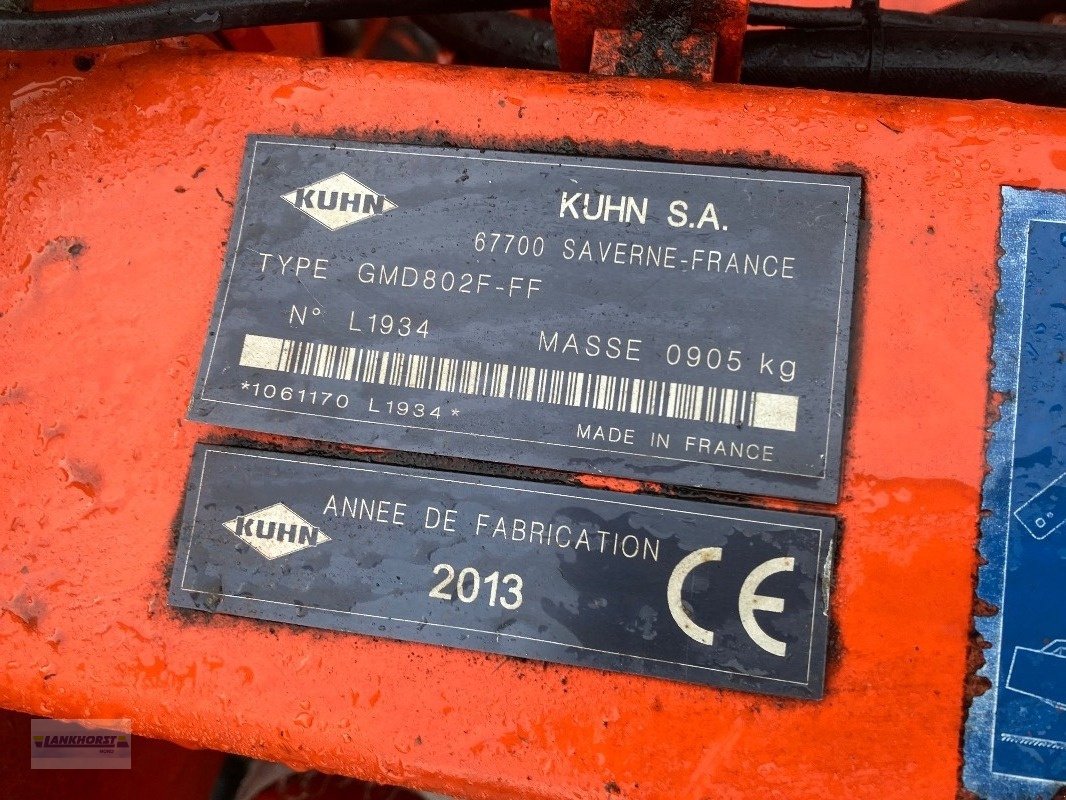 KUHN
KUHN S.A.
67700 SAVERNE-FRANCE
TYPE GMD802F-FF
N° L1934 MASSE 0905 kg
*1061170 L1934*
MADE IN FRANCE
KUHN
ANNEE DE FABRICATION
2013
CE
LANKHORST